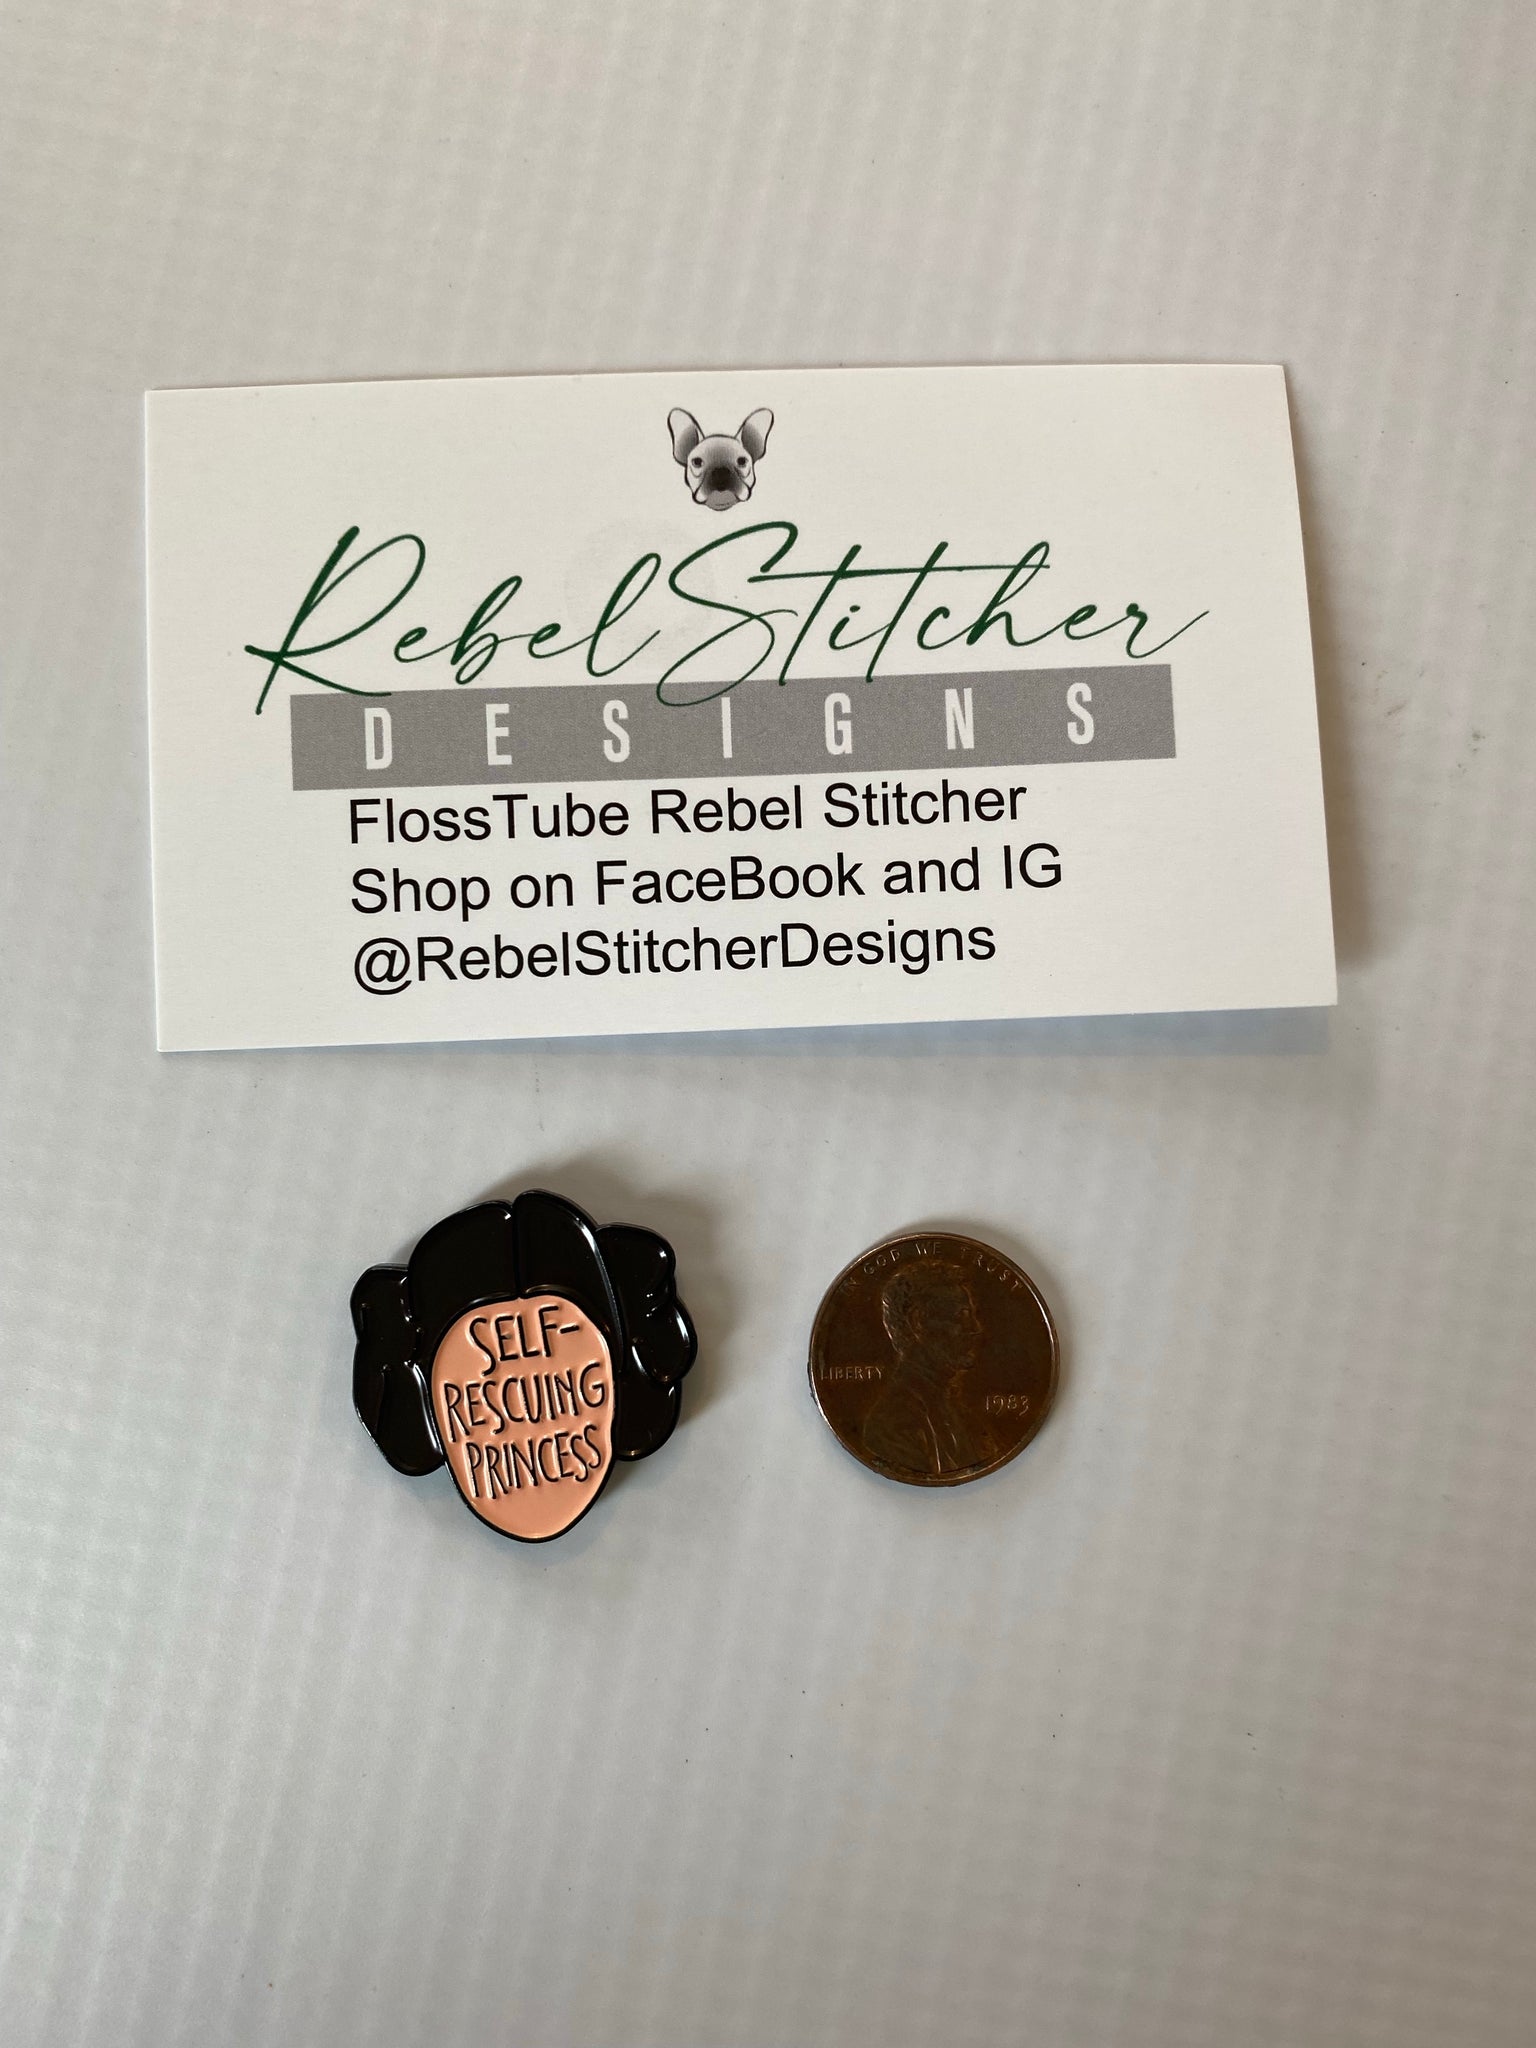 RebelStitcher
DESIGNS
FlossTube Rebel Stitcher
Shop on FaceBook and IG
@RebelStitcherDesigns
SELF-
RESCUING
PRINCESS
IN GOD WE TRUST
LIBERTY
1983